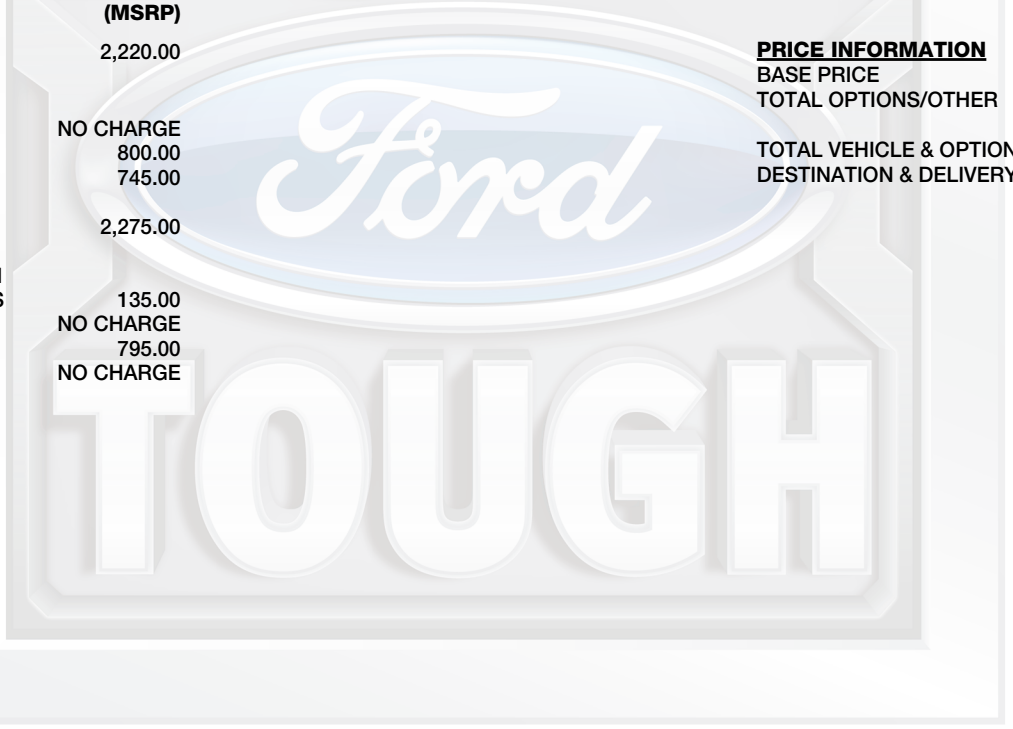 (MSRP)
2,220.00
NO CHARGE
800.00
745.00
2,275.00
135.00
NO CHARGE
795.00
NO CHARGE
PRICE INFORMATION
BASE PRICE
TOTAL OPTIONS/OTHER
TOTAL VEHICLE & OPTION
DESTINATION & DELIVERY
Ford
TOUGH